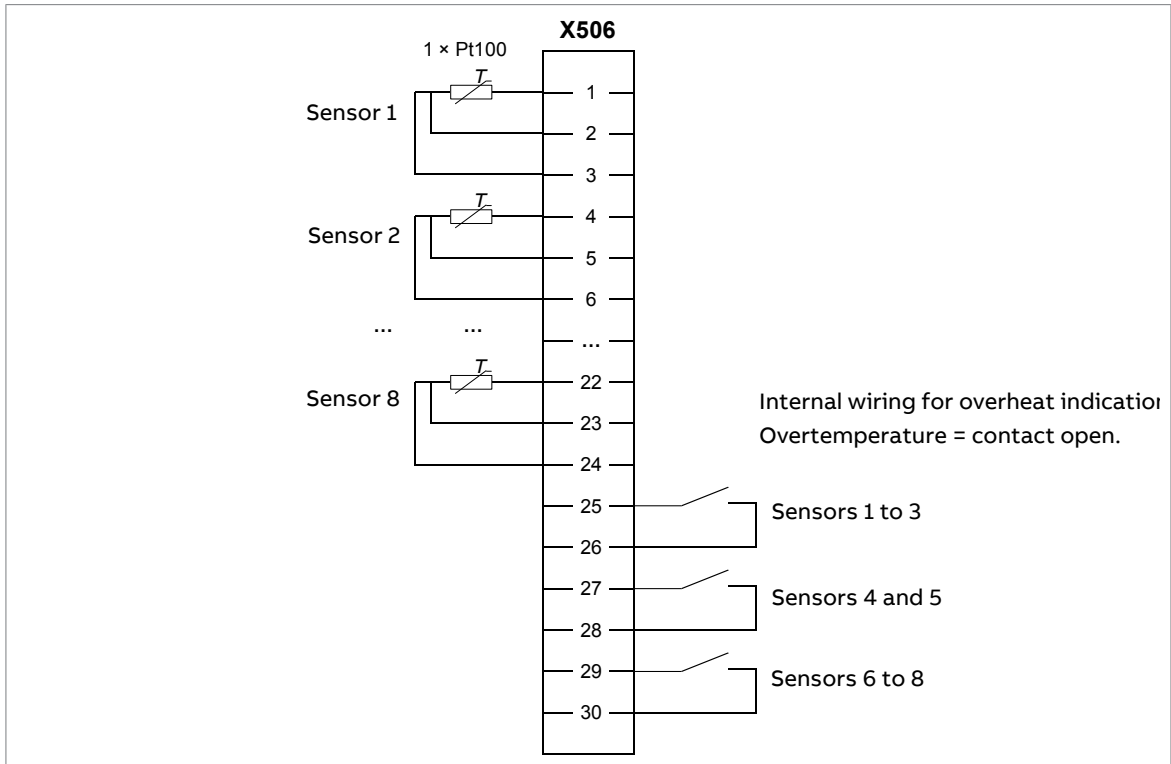 X506
1 × Pt100
T
Sensor 1
1
2
3
T
Sensor 2
4
5
6
... ... ...
T
Sensor 8
22
23
24
Internal wiring for overheat indication
Overtemperature = contact open.
25
Sensors 1 to 3
26
27
Sensors 4 and 5
28
29
Sensors 6 to 8
30